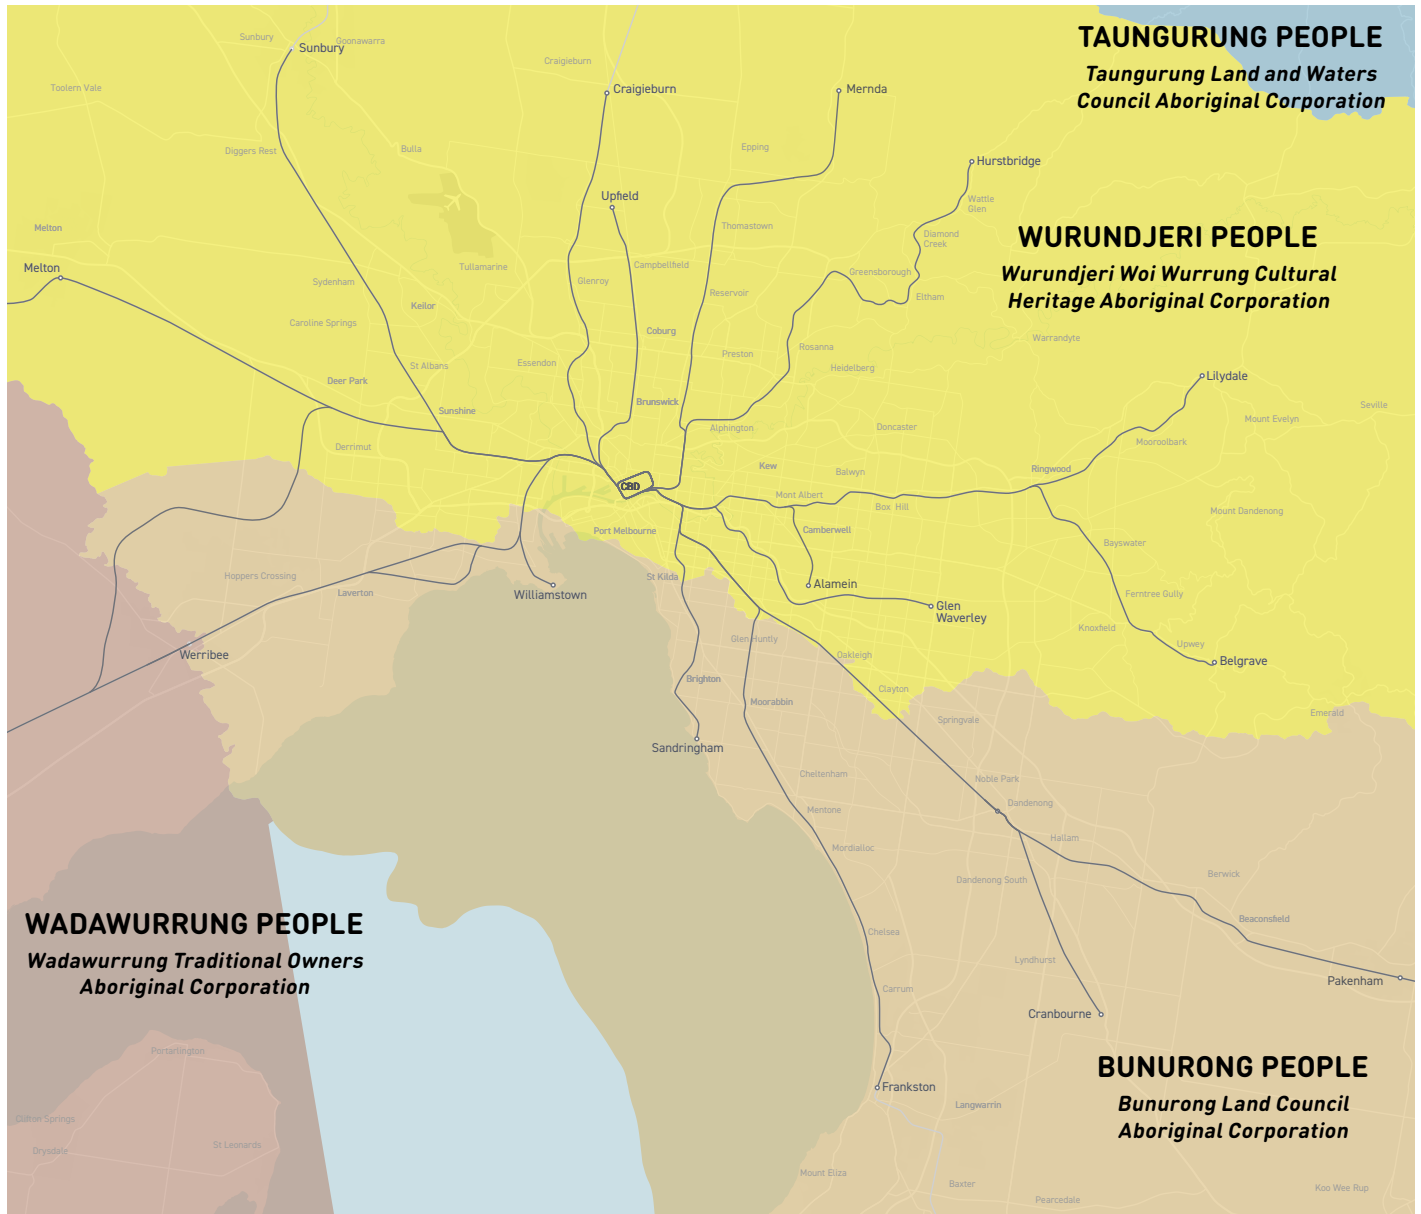 TAUNGURUNG PEOPLE
Taungurung Land and Waters
Council Aboriginal Corporation
Sunbury
Goonawarra
Sunbury
Craigieburn
Toolern Vale
Craigieburn
Mernda
Diggers Rest
Bulla
Epping
Hurstbridge
Upfield
Wattle
Glen
Melton
Thomastown
Diamond
Creek
WURUNDJERI PEOPLE
Wurundjeri Woi Wurrung Cultural
Heritage Aboriginal Corporation
Melton
Tullamarine
Campbellfield
Greensborough
Sydenham
Glenroy
Reservoir
Eltham
Keilor
Caroline Springs
Coburg
Warrandyte
Essendon
Preston
Rosanna
St Albans
Heidelberg
Deer Park
Lilydale
Sunshine
Brunswick
Seville
Mount Evelyn
Alphington
Doncaster
Mooroolbark
Derrimut
Kew
Balwyn
Ringwood
CBD
Mont Albert
Box Hill
Mount Dandenong
Port Melbourne
Camberwell
Bayswater
Hoppers Crossing
St Kilda
Alamein
Laverton
Williamstown
Ferntree Gully
Glen
Waverley
Knoxfield
Glen Huntly
Upwey
Werribee
Oakleigh
Belgrave
Brighton
Clayton
Moorabbin
Emerald
Springvale
Sandringham
Cheltenham
Noble Park
Mentone
Dandenong
Hallam
Mordialloc
Dandenong South
Berwick
WADAWURRUNG PEOPLE
Wadawurrung Traditional Owners
Aboriginal Corporation
Beaconsfield
Chelsea
Lyndhurst
Pakenham
Carrum
Cranbourne
Portarlington
BUNURONG PEOPLE
Bunurong Land Council
Aboriginal Corporation
Frankston
Langwarrin
Clifton Springs
Drysdale
St Leonards
Mount Eliza
Baxter
Koo Wee Rup
Pearcedale